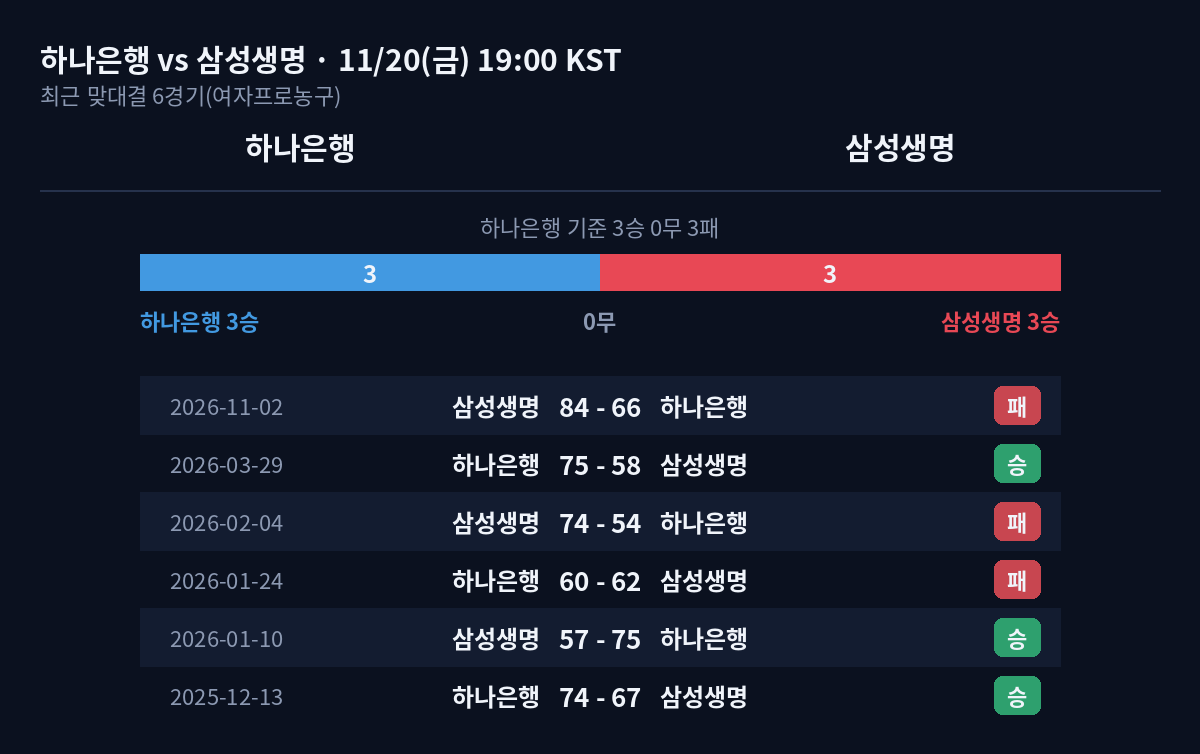 하나은행 vs 삼성생명 · 11/20(금) 19:00 KST
최근 맞대결 6경기(여자프로농구)
하나은행 삼성생명
하나은행 기준 3승 0무 3패
3 3
하나은행 3승 0무 삼성생명 3승
2026-11-02 삼성생명 84 - 66 하나은행 패
2026-03-29 하나은행 75 - 58 삼성생명 승
2026-02-04 삼성생명 74 - 54 하나은행 패
2026-01-24 하나은행 60 - 62 삼성생명 패
2026-01-10 삼성생명 57 - 75 하나은행 승
2025-12-13 하나은행 74 - 67 삼성생명 승